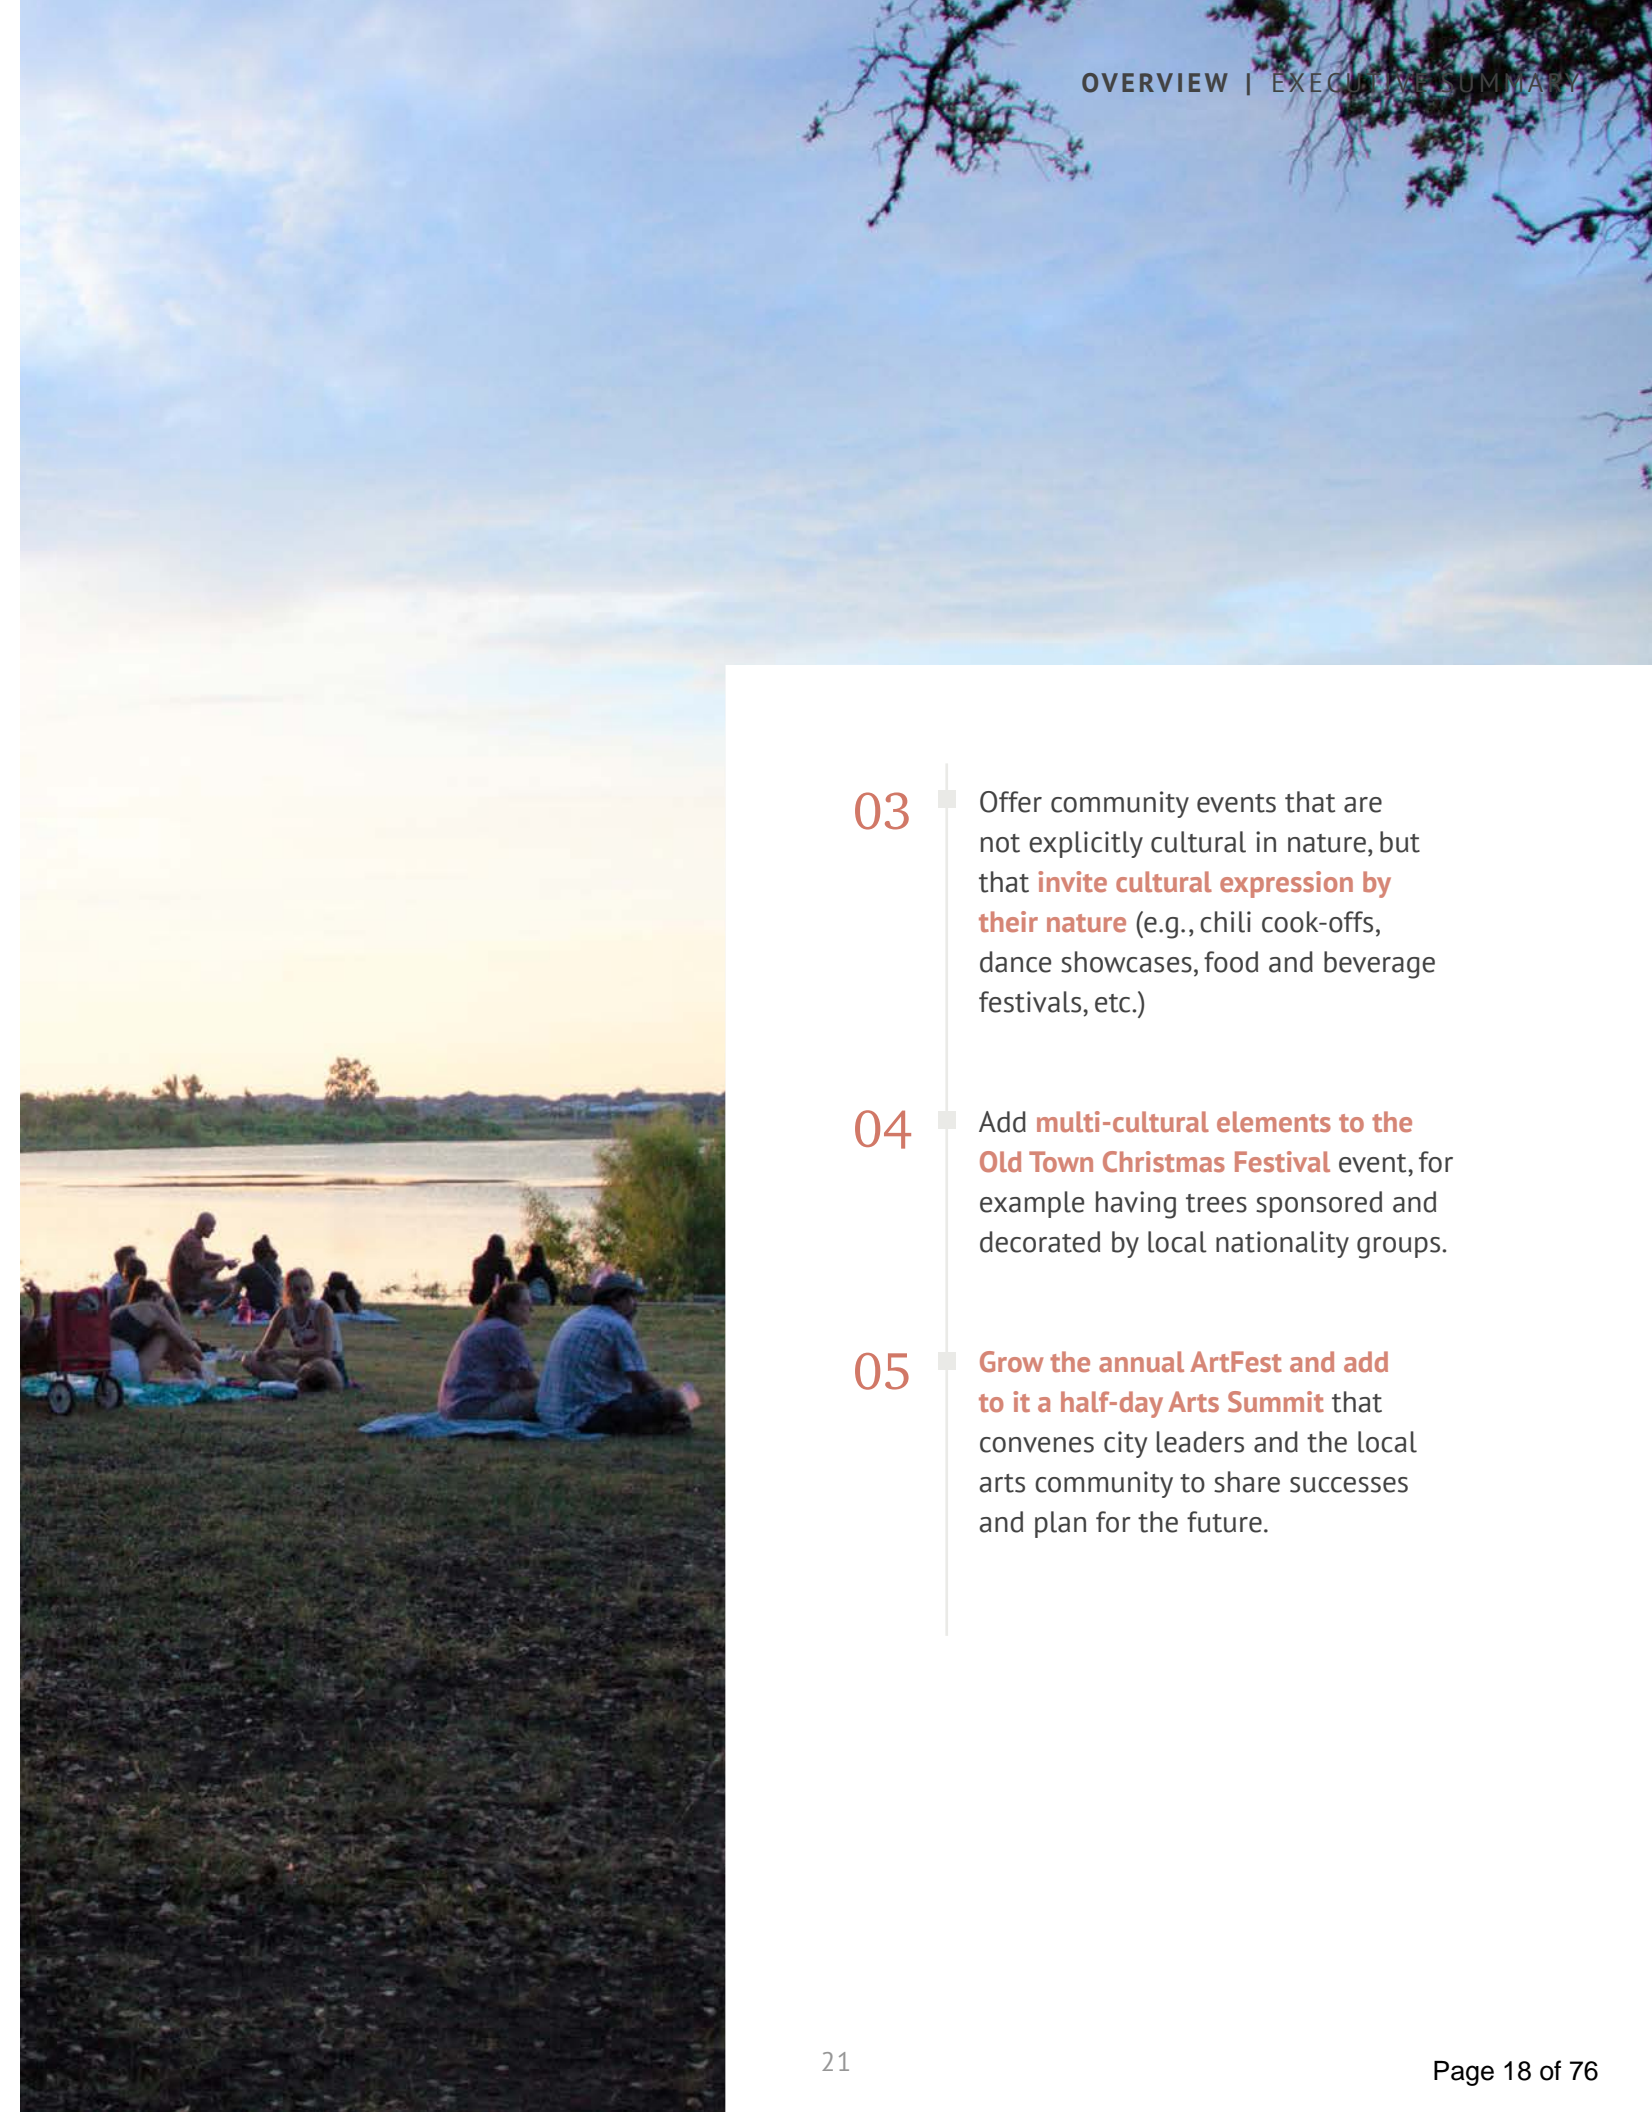 OVERVIEW | EXECUTIVE SUMMARY
03
Offer community events that are
not explicitly cultural in nature, but
that invite cultural expression by
their nature (e.g., chili cook-offs,
dance showcases, food and beverage
festivals, etc.)
04
Add multi-cultural elements to the
Old Town Christmas Festival event, for
example having trees sponsored and
decorated by local nationality groups.
05
Grow the annual ArtFest and add
to it a half-day Arts Summit that
convenes city leaders and the local
arts community to share successes
and plan for the future.
21
Page 18 of 76